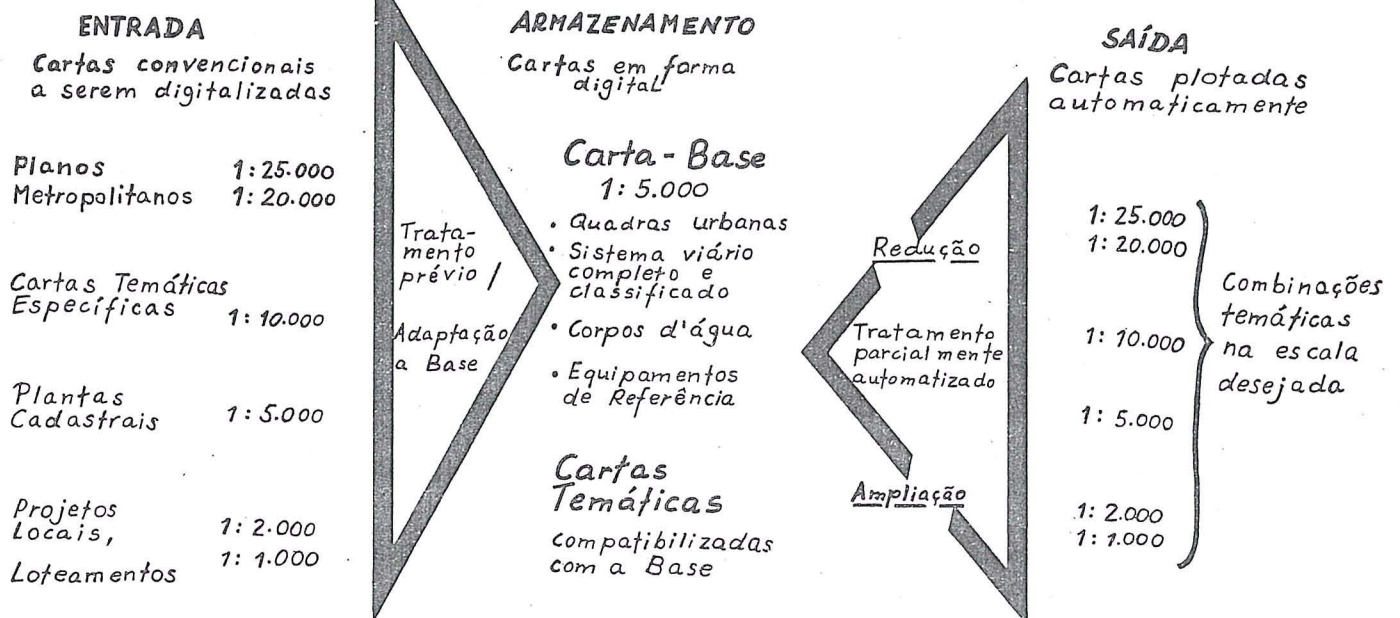 ENTRADA
Cartas convencionais
a serem digitalizadas
Planos 1:25.000
Metropolitanos 1:20.000
Cartas Temáticas
Específicas 1:10.000
Plantas
Cadastrais 1:5.000
Projetos
Locais, 1:2.000
1:1.000
Loteamentos
Trata-
mento
prévio /
Adaptação
a Base
ARMAZENAMENTO
Cartas em forma
digital
Carta-Base
1:5.000
• Quadras urbanas
• Sistema viário
completo e
classificado
• Corpos d'água
• Equipamentos
de Referência
Cartas
Temáticas
compatibilizadas
com a Base
Redução
Tratamento
parcialmente
automatizado
Ampliação
SAÍDA
Cartas plotadas
automaticamente
1:25.000
1:20.000
1:10.000
1:5.000
1:2.000
1:1.000
Combinações
temáticas
na escala
desejada